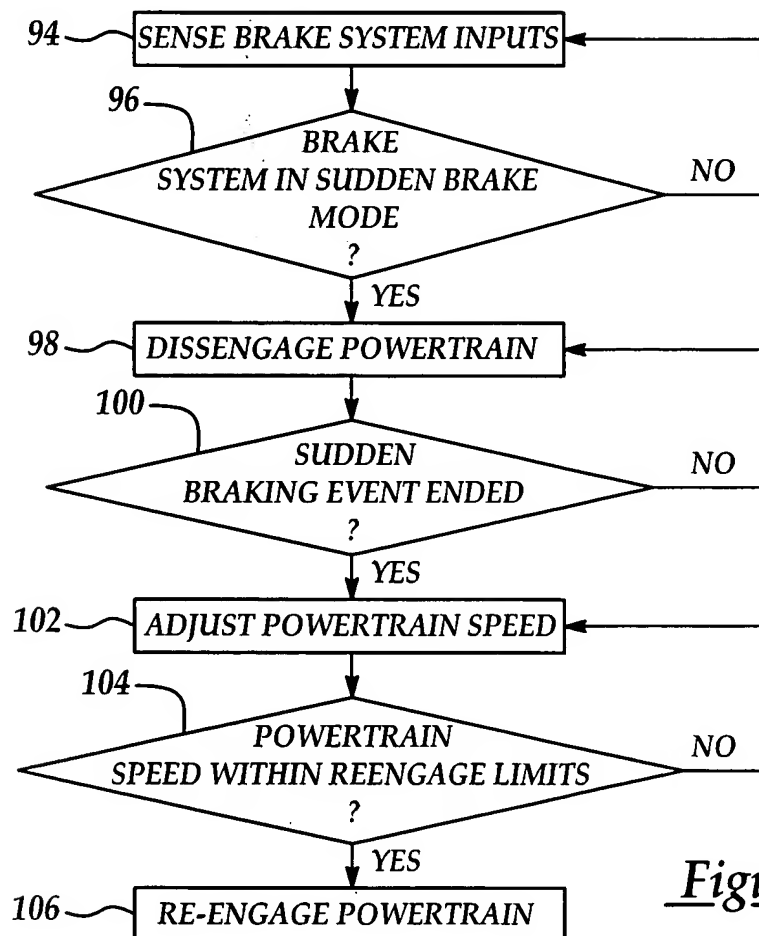 94
SENSE BRAKE SYSTEM INPUTS
96
BRAKE
SYSTEM IN SUDDEN BRAKE
MODE
?
NO
YES
98
DISSENGAGE POWERTRAIN
100
SUDDEN
BRAKING EVENT ENDED
?
NO
YES
102
ADJUST POWERTRAIN SPEED
104
POWERTRAIN
SPEED WITHIN REENGAGE LIMITS
?
NO
YES
106
RE-ENGAGE POWERTRAIN